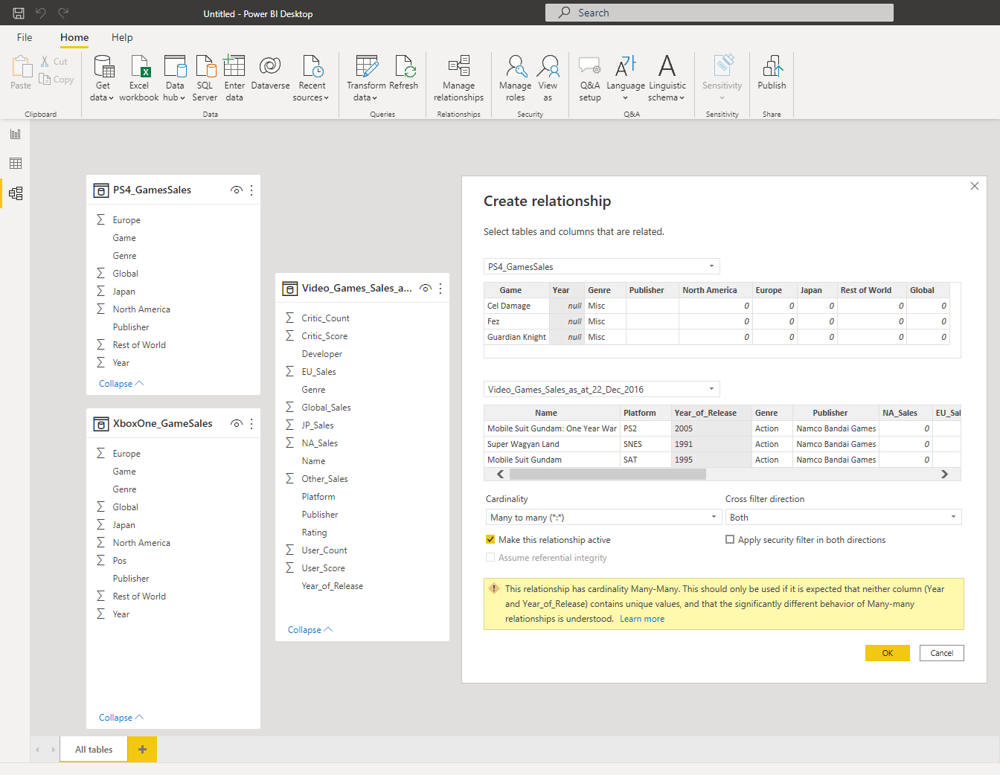 Untitled - Power BI Desktop
Search
File Home Help
Paste
Cut
Copy
Get data
Excel workbook
Data hub
SQL Server
Enter data
Dataverse
Recent sources
Transform data
Refresh
Manage relationships
Manage roles
View as
Q&A setup
Language
Linguistic schema
Sensitivity
Publish
Clipboard Data Queries Relationships Security Q&A Sensitivity Share
PS4_GamesSales
Σ Europe
Game
Genre
Σ Global
Σ Japan
Σ North America
Publisher
Σ Rest of World
Σ Year
Collapse
XboxOne_GameSales
Σ Europe
Game
Genre
Σ Global
Σ Japan
Σ North America
Σ Pos
Publisher
Σ Rest of World
Σ Year
Collapse
Video_Games_Sales_a...
Σ Critic_Count
Σ Critic_Score
Developer
Σ EU_Sales
Genre
Σ Global_Sales
Σ JP_Sales
Σ NA_Sales
Name
Σ Other_Sales
Platform
Publisher
Rating
Σ User_Count
Σ User_Score
Year_of_Release
Collapse
Create relationship
Select tables and columns that are related.
PS4_GamesSales
Game Year Genre Publisher North America Europe Japan Rest of World Global
Cel Damage null Misc 0 0 0 0 0
Fez null Misc 0 0 0 0 0
Guardian Knight null Misc 0 0 0 0 0
Video_Games_Sales_as_at_22_Dec_2016
Name Platform Year_of_Release Genre Publisher NA_Sales EU_Sal
Mobile Suit Gundam: One Year War PS2 2005 Action Namco Bandai Games 0
Super Wagyan Land SNES 1991 Action Namco Bandai Games 0
Mobile Suit Gundam SAT 1995 Action Namco Bandai Games 0
Cardinality Cross filter direction
Many to many (*:*) Both
Make this relationship active Apply security filter in both directions
Assume referential integrity
This relationship has cardinality Many-Many. This should only be used if it is expected that neither column (Year
and Year_of_Release) contains unique values, and that the significantly different behavior of Many-many
relationships is understood. Learn more
OK Cancel
All tables +